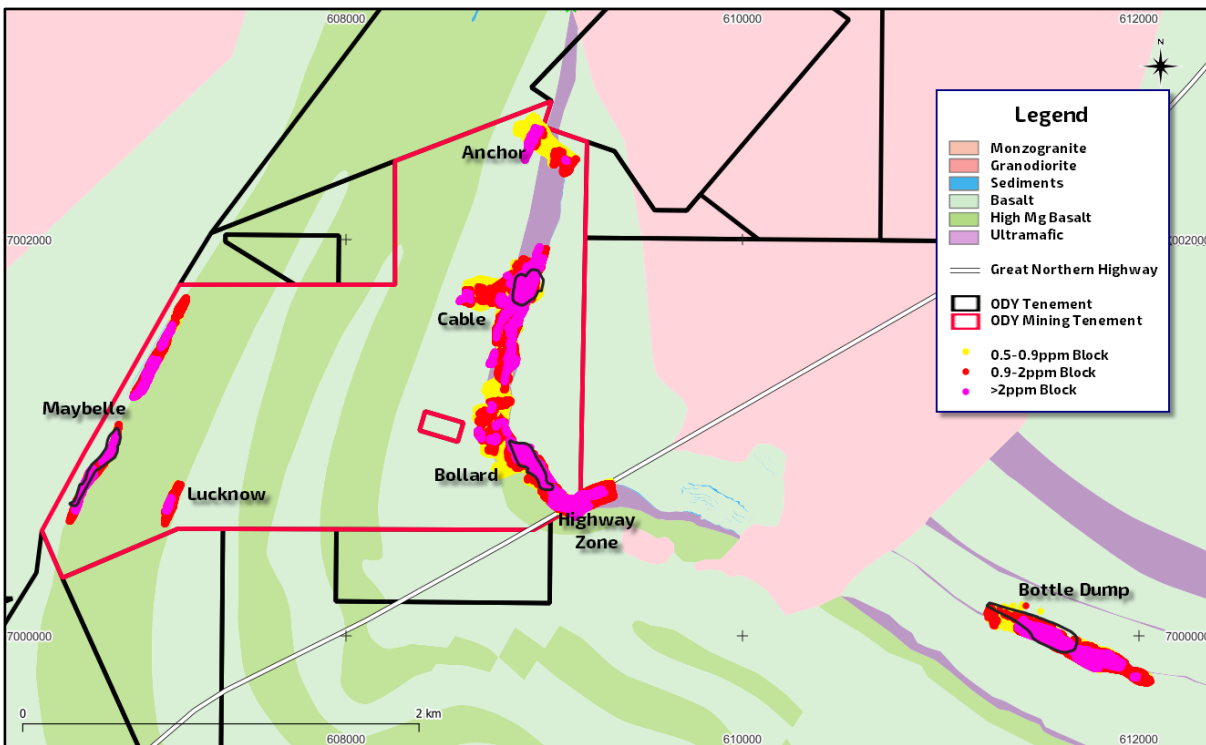 608000
610000
612000
N
Legend
Monzogranite
Granodiorite
Sediments
Basalt
High Mg Basalt
Ultramafic
Great Northern Highway
ODY Tenement
ODY Mining Tenement
0.5-0.9ppm Block
0.9-2ppm Block
>2ppm Block
Anchor
7002000
002000
Cable
Maybelle
Bollard
Lucknow
Highway
Zone
Bottle Dump
7000000
7000000
0
2 km
608000
610000
612000